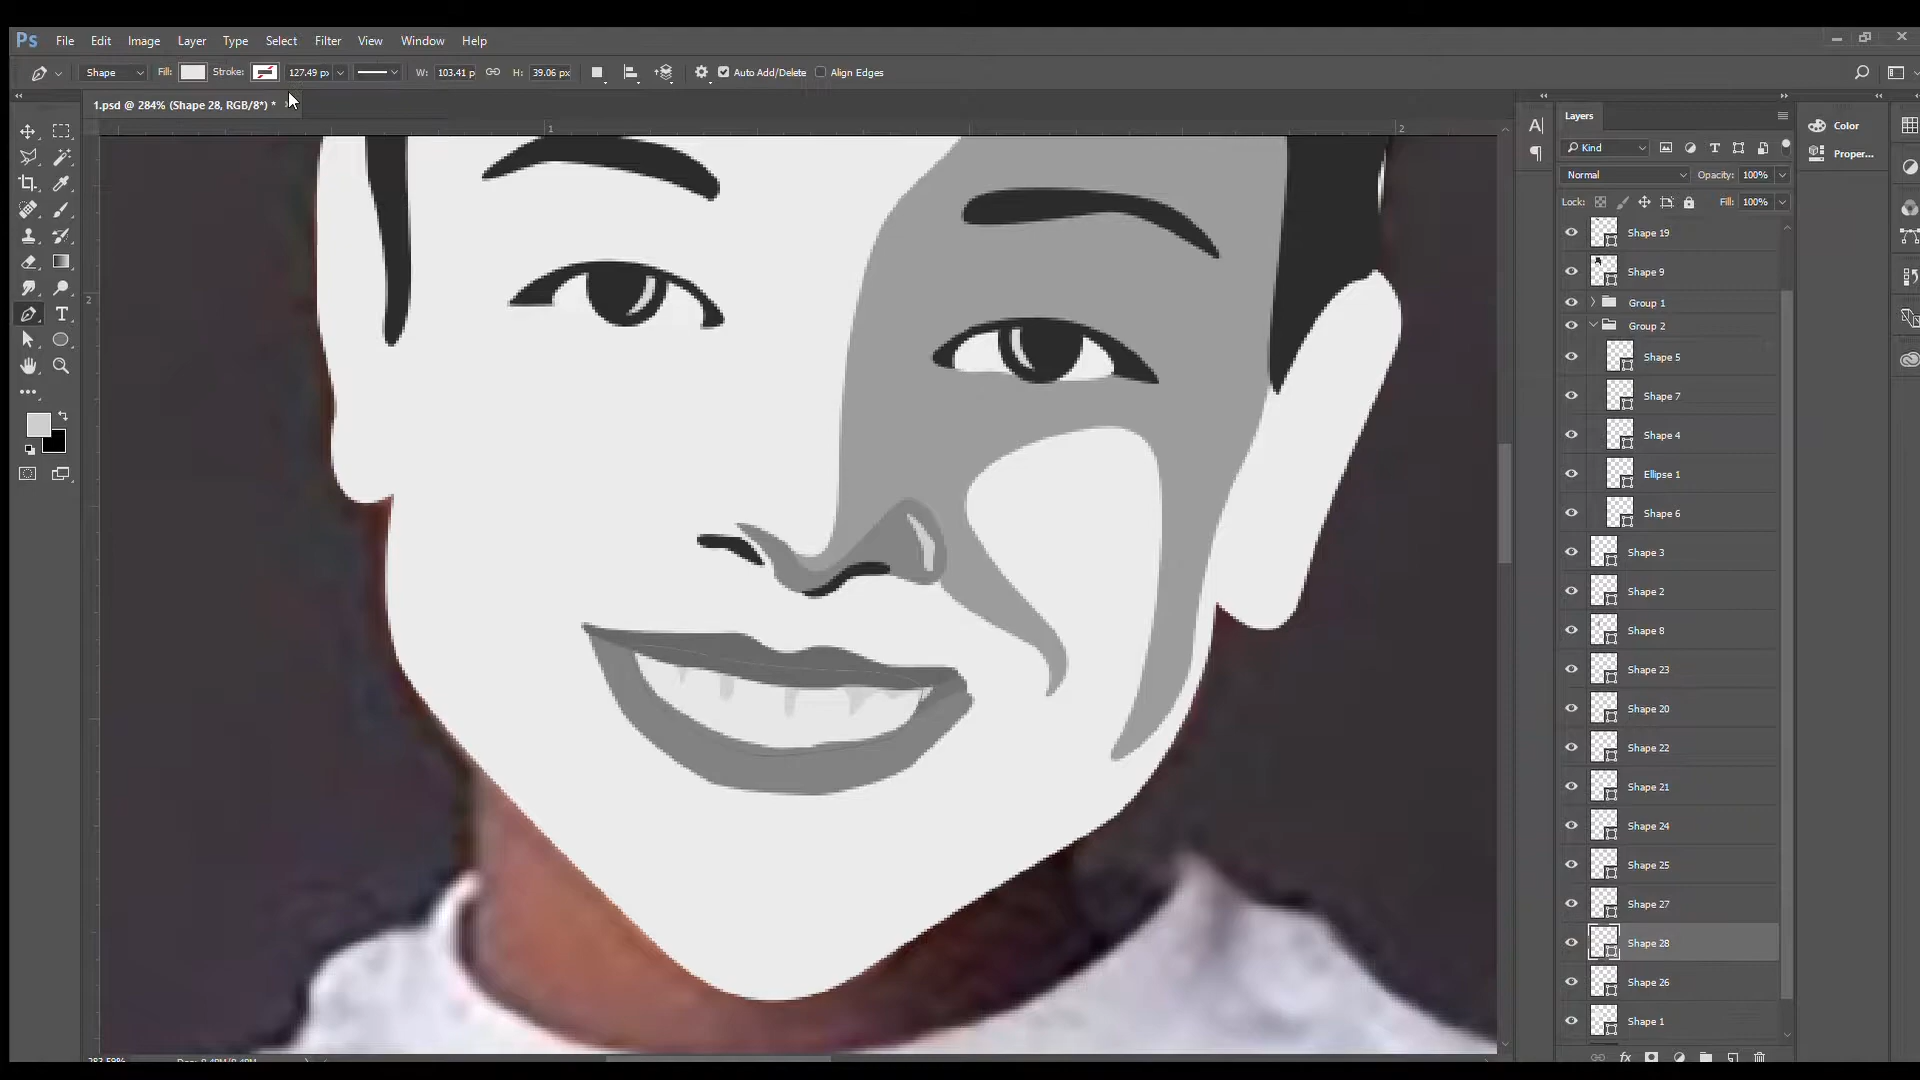 Ps File Edit Image Layer Type Select Filter View Window Help
Shape Fill: Stroke: 127.49 px W: 103.41 p H: 39.06 px Auto Add/Delete Align Edges
1.psd @ 284% (Shape 28, RGB/8*) *
1 2
2
Layers
Kind
Normal Opacity: 100%
Lock: Fill: 100%
Shape 19
Shape 9
Group 1
Group 2
Shape 5
Shape 7
Shape 4
Ellipse 1
Shape 6
Shape 3
Shape 2
Shape 8
Shape 23
Shape 20
Shape 22
Shape 21
Shape 24
Shape 25
Shape 27
Shape 28
Shape 26
Shape 1
Color
Proper...